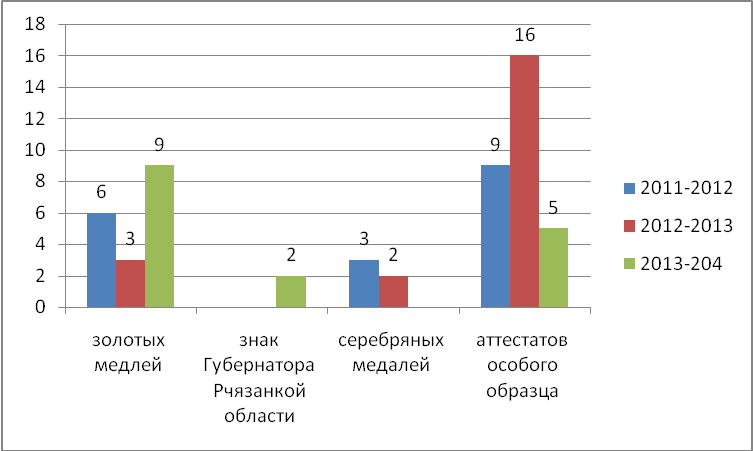 18
16
14
12
10
8
6
4
2
0
6
3
9
2
3
2
9
16
5
золотых
медлей
знак
Губернатора
Рчязанкой
области
серебряных
медалей
аттестатов
особого
образца
2011-2012
2012-2013
2013-204